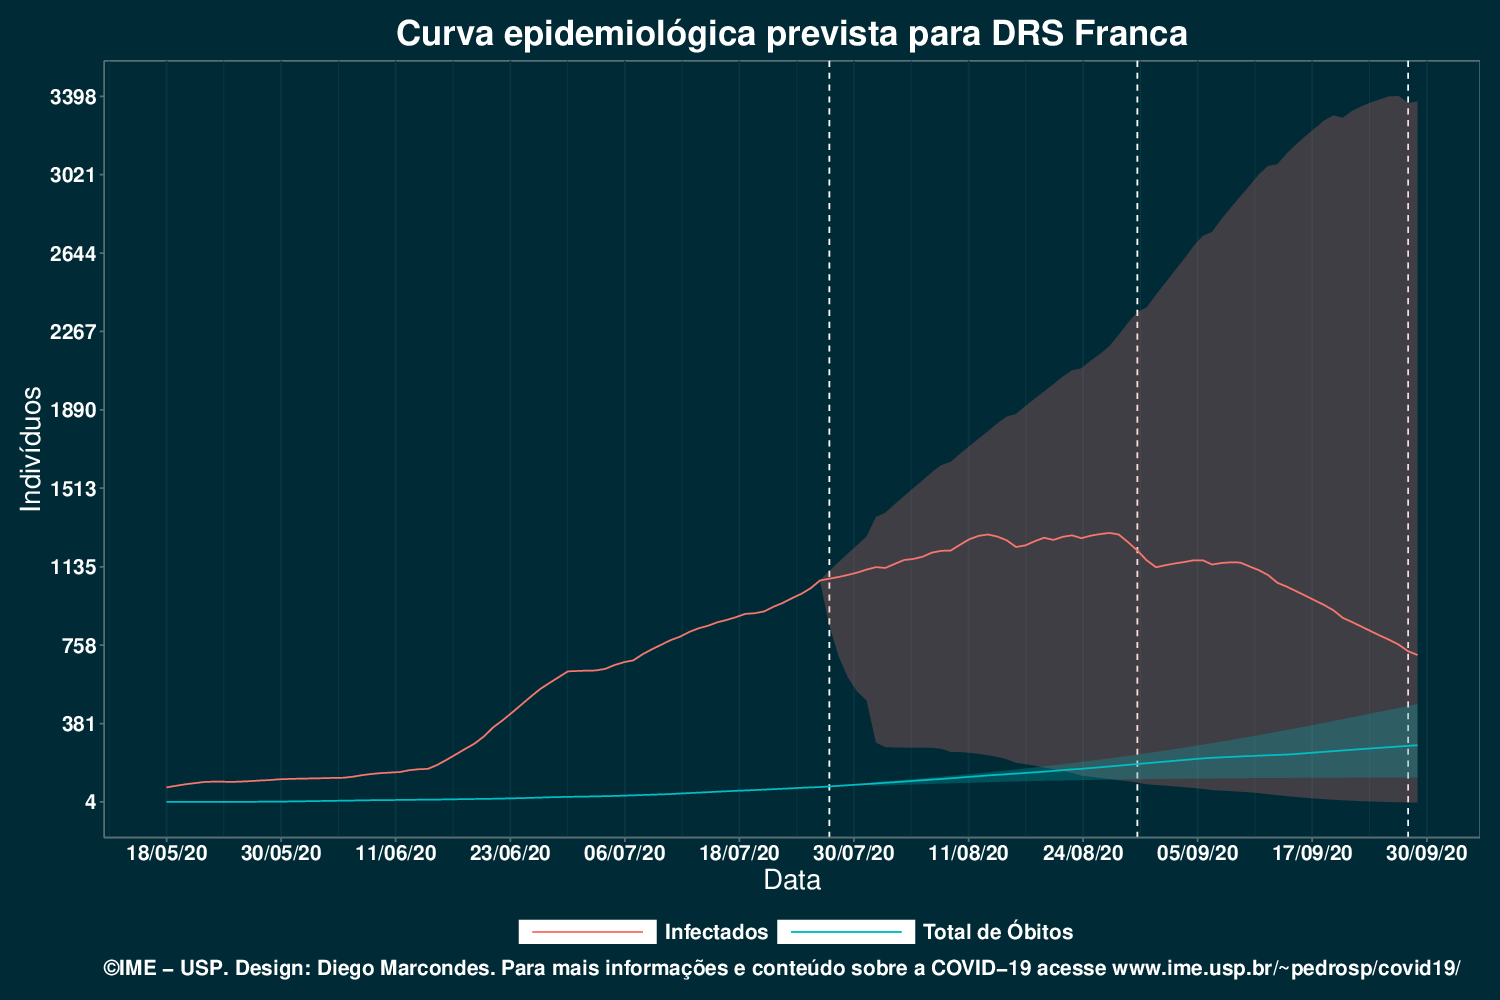 Curva epidemiológica prevista para DRS Franca
Indivíduos
3398
3021
2644
2267
1890
1513
1135
758
381
4
18/05/20 30/05/20 11/06/20 23/06/20 06/07/20 18/07/20 30/07/20 11/08/20 24/08/20 05/09/20 17/09/20 30/09/20
Data
Infectados Total de Óbitos
©IME – USP. Design: Diego Marcondes. Para mais informações e conteúdo sobre a COVID–19 acesse www.ime.usp.br/~pedrosp/covid19/